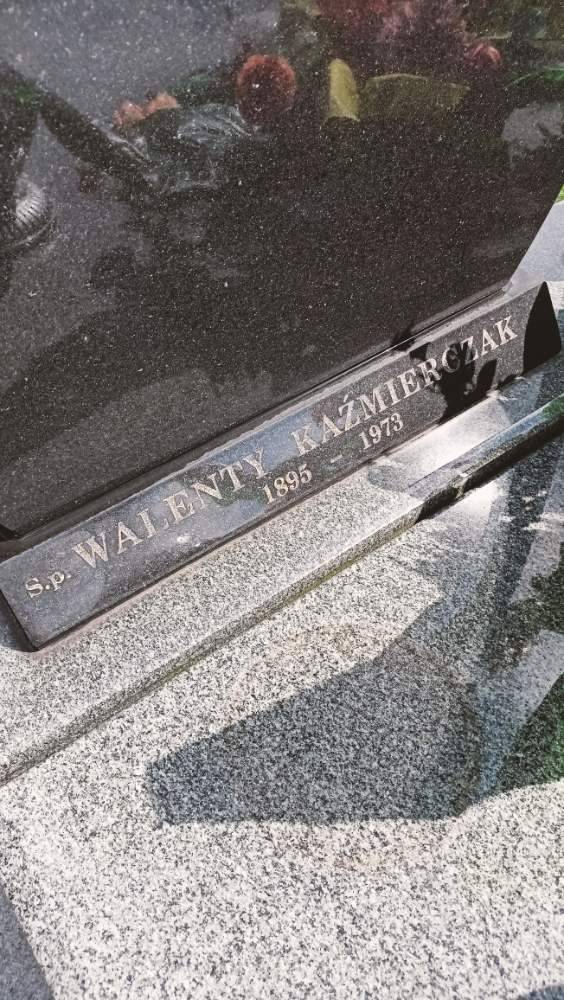 S.p. WALENTY KAŹMIERCZAK
1895 - 1973